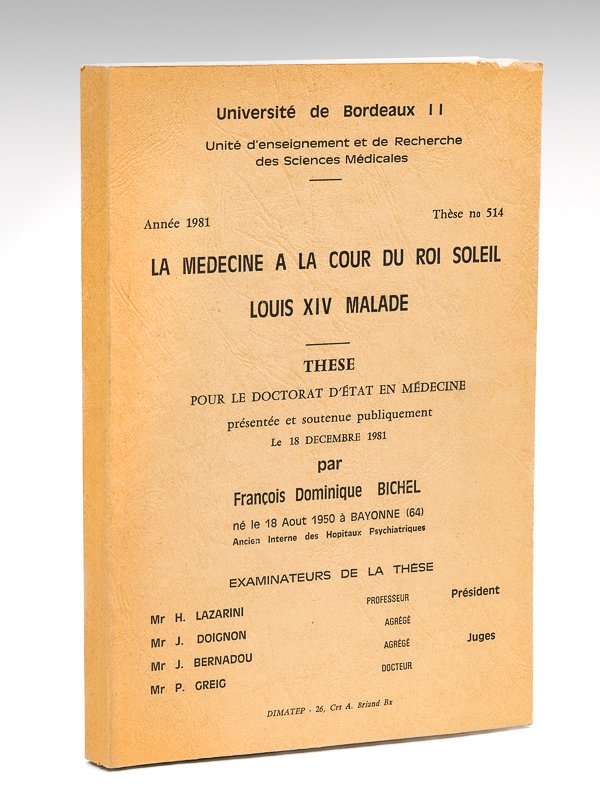 Université de Bordeaux II
Unité d'enseignement et de Recherche
des Sciences Médicales
Année 1981 Thèse no 514
LA MEDECINE A LA COUR DU ROI SOLEIL
LOUIS XIV MALADE
THESE
POUR LE DOCTORAT D'ÉTAT EN MÉDECINE
présentée et soutenue publiquement
Le 18 DECEMBRE 1981
par
François Dominique BICHEL
né le 18 Aout 1950 à BAYONNE (64)
Ancien Interne des Hopitaux Psychiatriques
EXAMINATEURS DE LA THÈSE
Mr H. LAZARINI PROFESSEUR Président
Mr J. DOIGNON AGRÉGÉ
Mr J. BERNADOU AGRÉGÉ Juges
Mr P. GREIG DOCTEUR
DIMATEP - 26, Crs A. Briand Bx